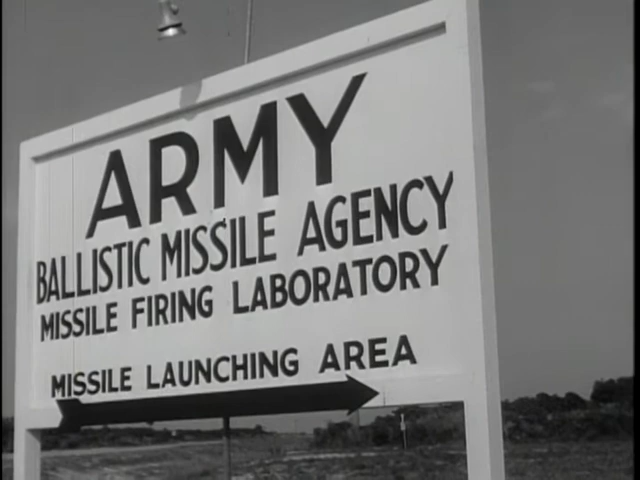 ARMY
BALLISTIC MISSILE AGENCY
MISSILE FIRING LABORATORY
MISSILE LAUNCHING AREA